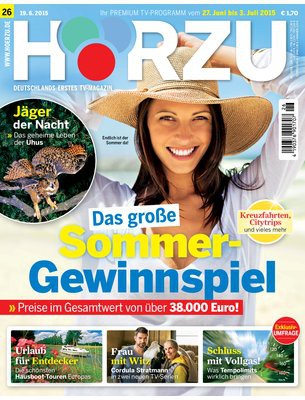 26
19.6.2015
Ihr PREMIUM TV-PROGRAMM vom 27. Juni bis 3. Juli 2015
€ 1,70
WWW.HOERZU.DE
HÖRZU
DEUTSCHLANDS ERSTES TV-MAGAZIN
Jäger
der Nacht
» Das geheime Leben
der Uhus
Endlich ist der
Sommer da!
Das große
Sommer-
Gewinnspiel
Kreuzfahrten,
Citytrips
und vieles mehr
» Preise im Gesamtwert von über 38.000 Euro!
Exklusiv-
UMFRAGE
Urlaub
für Entdecker
Die schönsten
Hausboot-Touren Europas
Frau
mit Witz
Cordula Stratmann
in zwei neuen TV-Serien
Schluss
mit Vollgas!
Was Tempolimits
wirklich bringen